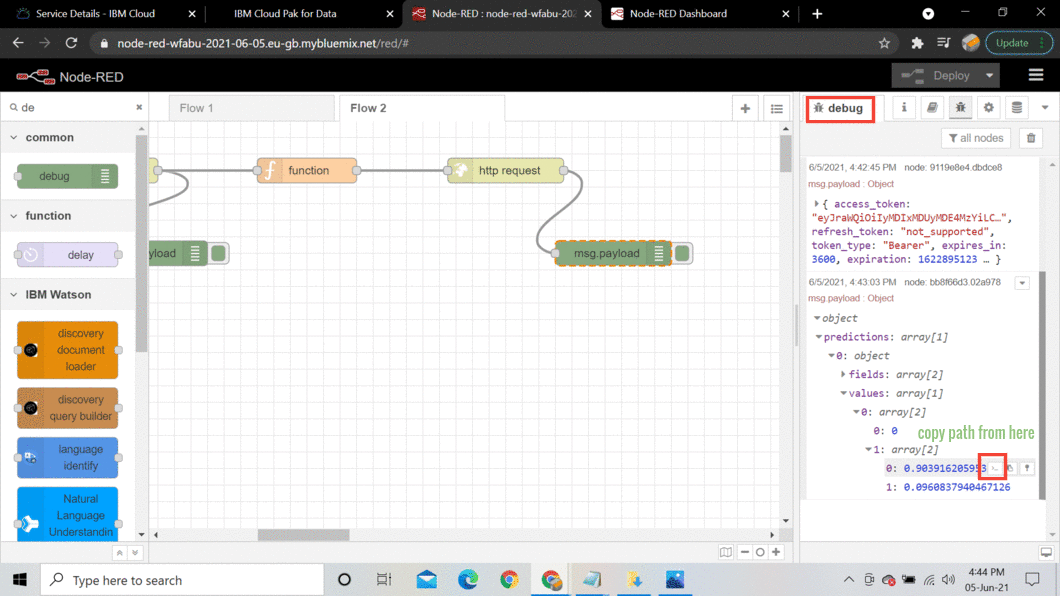 Service Details - IBM Cloud
IBM Cloud Pak for Data
Node-RED : node-red-wfabu-202
Node-RED Dashboard
node-red-wfabu-2021-06-05.eu-gb.mybluemix.net/red/#
Update
Node-RED
Deploy
de
Flow 1
Flow 2
debug
all nodes
common
debug
function
delay
IBM Watson
discovery
document
loader
discovery
query builder
language
identify
Natural
Language
Understandin
function
http request
yload
msg.payload
6/5/2021, 4:42:45 PM node: 9119e8e4.dbdce8
msg.payload : Object
{ access_token:
"eyJraWQiOiIyMDIxMDUyMDE4MzYiLC…",
refresh_token: "not_supported",
token_type: "Bearer", expires_in:
3600, expiration: 1622895123 … }
6/5/2021, 4:43:03 PM node: bb8f66d3.02a978
msg.payload : Object
object
predictions: array[1]
0: object
fields: array[2]
values: array[1]
0: array[2]
0: 0
copy path from here
1: array[2]
0: 0.903916205953
1: 0.0960837940467126
Type here to search
4:44 PM
05-Jun-21